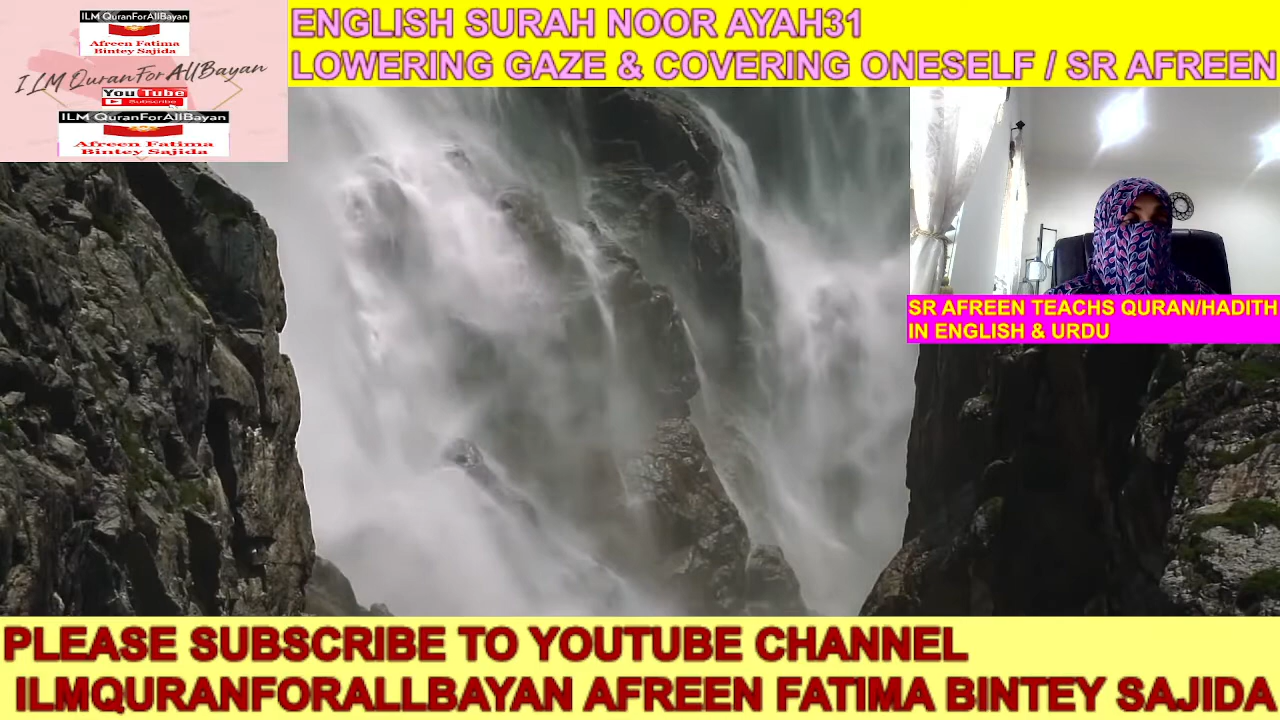 ILM QuranForAllBayan
Afreen Fatima
Bintey Sajida
ILM QuranForAllBayan
YouTube
Subscribe
ILM QuranForAllBayan
Afreen Fatima
Bintey Sajida
ENGLISH SURAH NOOR AYAH31
LOWERING GAZE & COVERING ONESELF / SR AFREEN
SR AFREEN TEACHS QURAN/HADITH
IN ENGLISH & URDU
PLEASE SUBSCRIBE TO YOUTUBE CHANNEL
ILMQURANFORALLBAYAN AFREEN FATIMA BINTEY SAJIDA